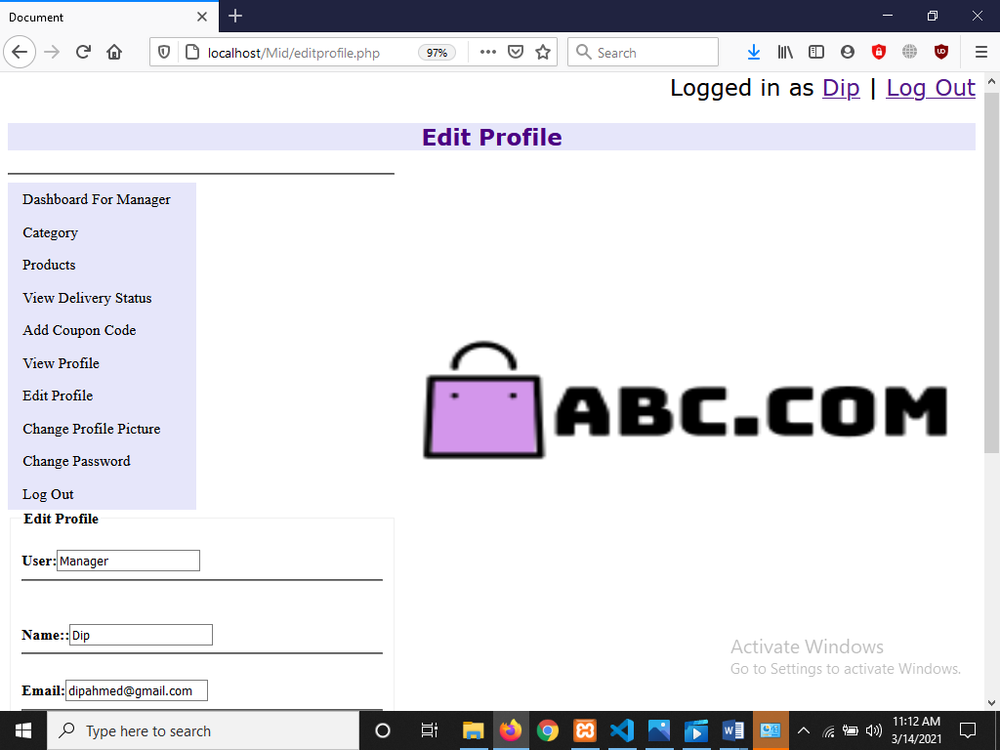 Document
localhost/Mid/editprofile.php
97%
Search
Logged in as Dip | Log Out
Edit Profile
Dashboard For Manager
Category
Products
View Delivery Status
Add Coupon Code
View Profile
Edit Profile
Change Profile Picture
Change Password
Log Out
ABC.COM
Edit Profile
User:Manager
Name::Dip
Email:dipahmed@gmail.com
Activate Windows
Go to Settings to activate Windows.
Type here to search
11:12 AM
3/14/2021